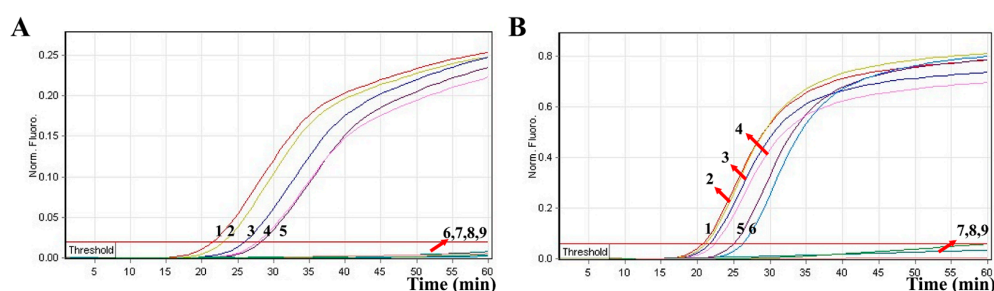 A
Norm. Fluoro.
0.25
0.20
0.15
0.10
0.05
0.00
Threshold
1 2 3 4 5
6,7,8,9
5 10 15 20 25 30 35 40 45 50 55 60
Time (min)
B
Norm. Fluoro.
0.8
0.6
0.4
0.2
0.0
Threshold
4
3
2
1
5 6
7,8,9
5 10 15 20 25 30 35 40 45 50 55 60
Time (min)